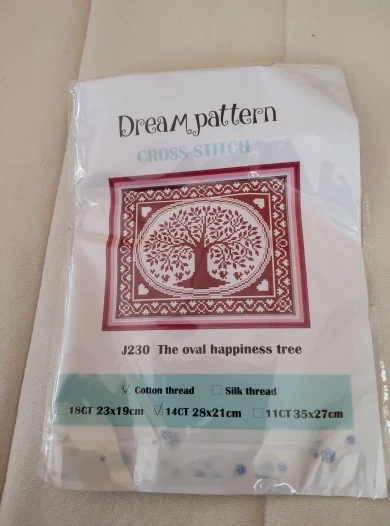 Dream pattern
CROSS-STITCH
J230 The oval happiness tree
Cotton thread Silk thread
18CT 23x19cm 14CT 28x21cm 11CT 35x27cm